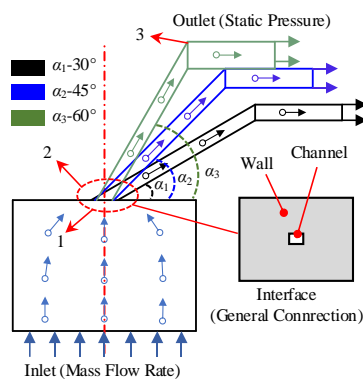 3
Outlet (Static Pressure)
α1-30°
α2-45°
α3-60°
2
α1
α2
α3
1
Wall
Channel
Interface
(General Connrection)
Inlet (Mass Flow Rate)